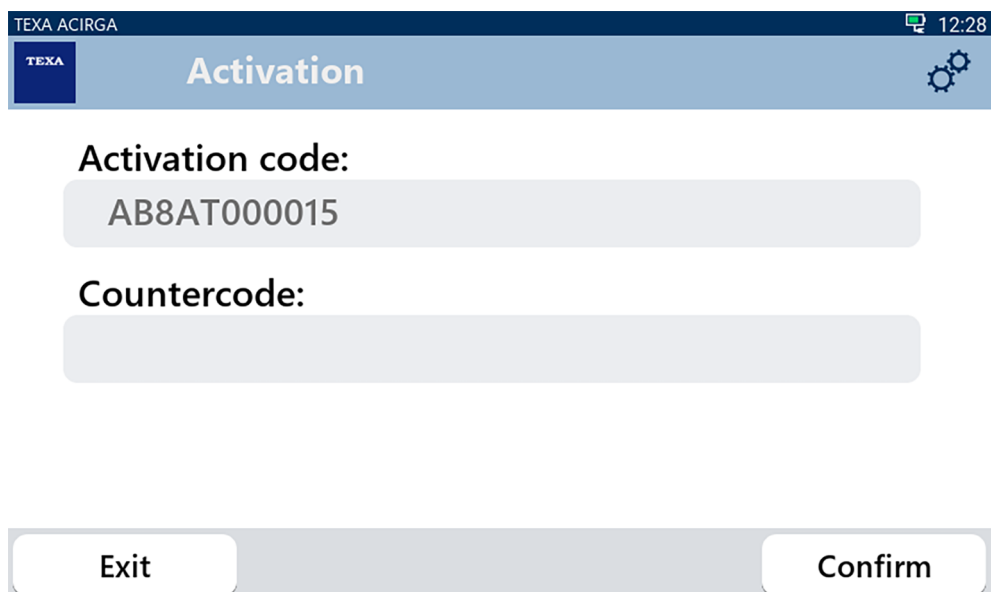 TEXA ACIRGA 12:28
TEXA Activation
Activation code:
AB8AT000015
Countercode:
Exit Confirm